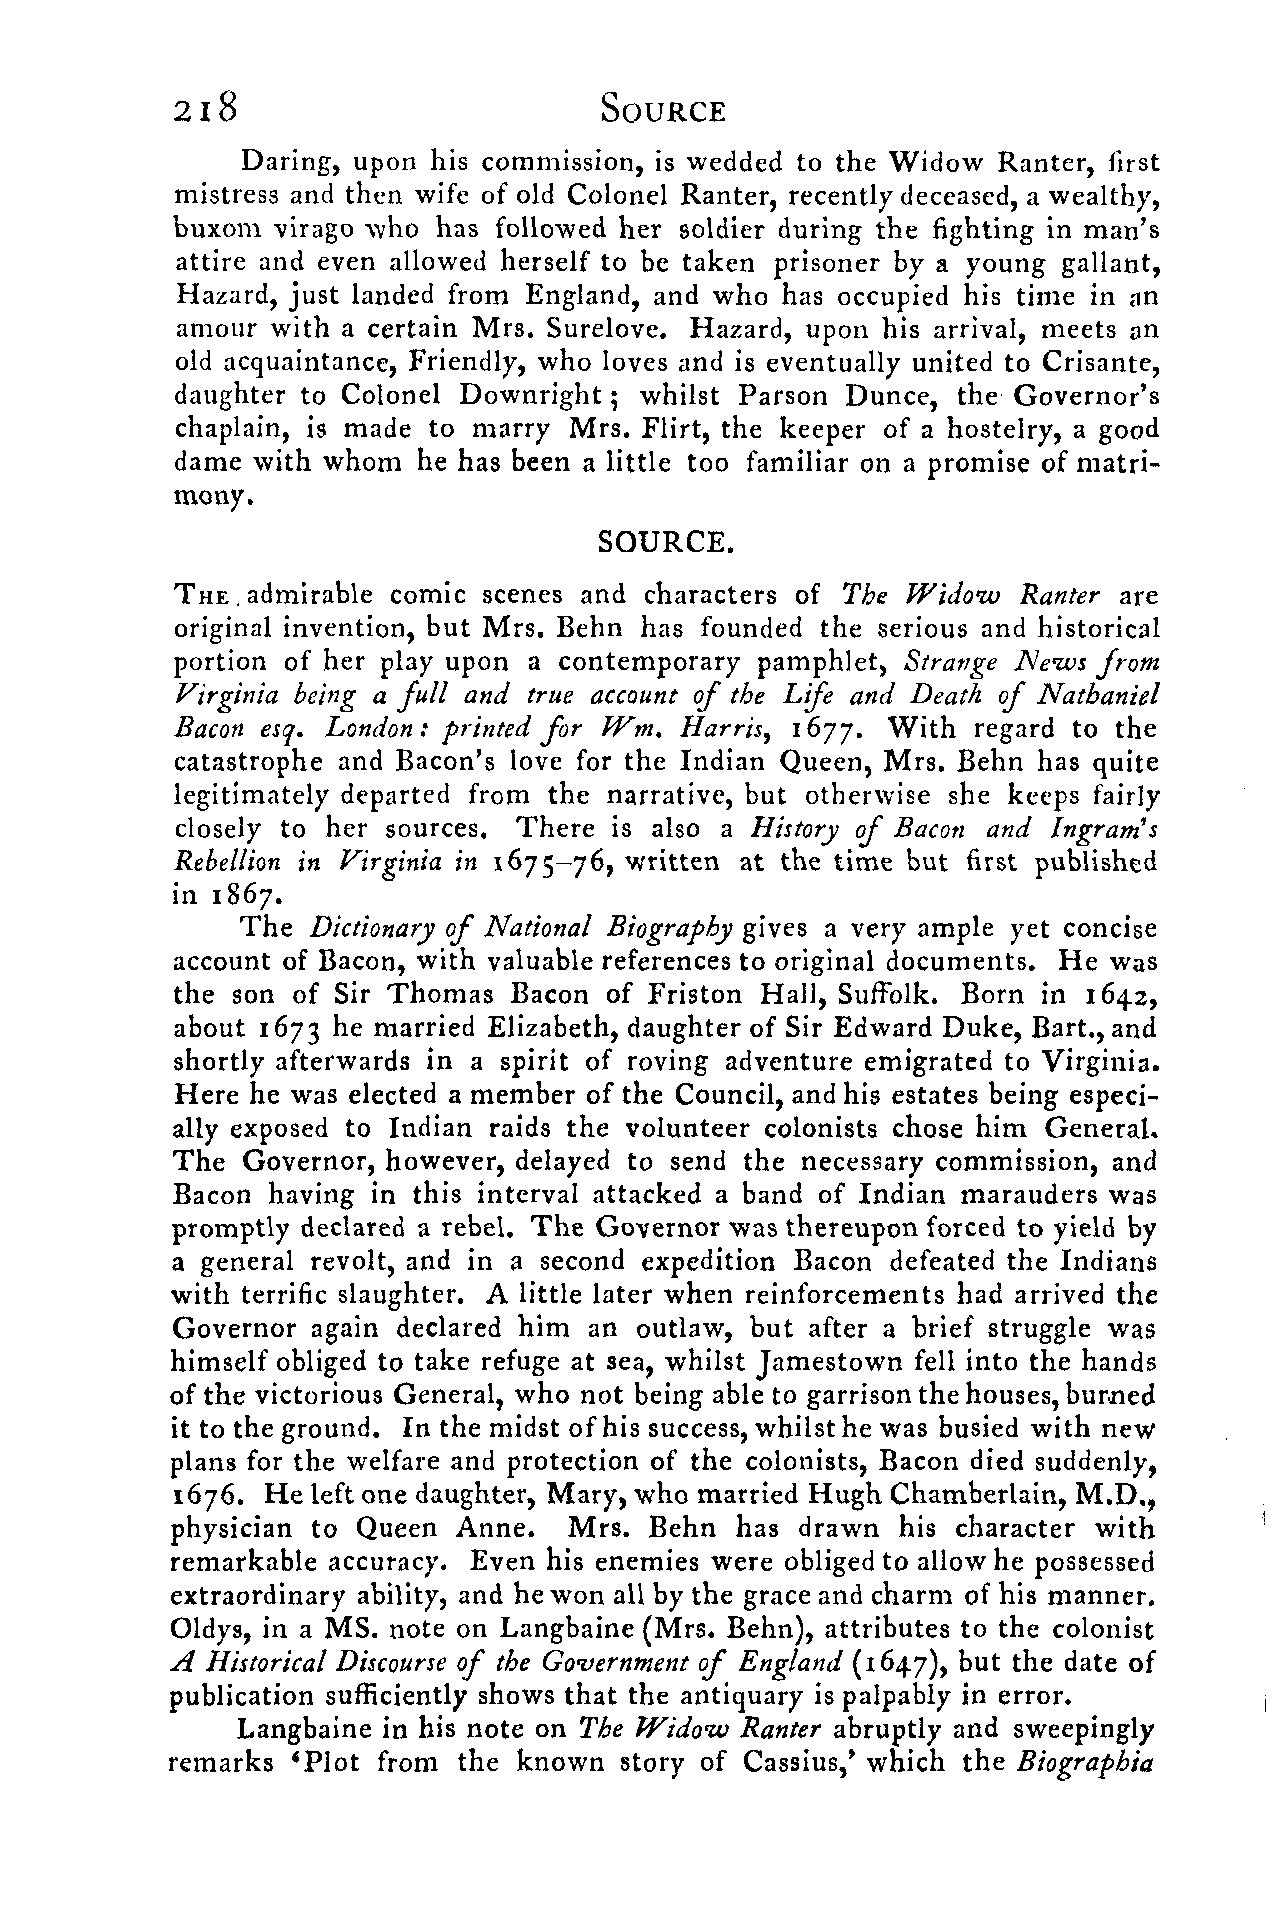 218 SOURCE
Daring, upon his commission, is wedded to the Widow Ranter, first
mistress and then wife of old Colonel Ranter, recently deceased, a wealthy,
buxom virago who has followed her soldier during the fighting in man's
attire and even allowed herself to be taken prisoner by a young gallant,
Hazard, just landed from England, and who has occupied his time in an
amour with a certain Mrs. Surelove. Hazard, upon his arrival, meets an
old acquaintance, Friendly, who loves and is eventually united to Crisante,
daughter to Colonel Downright; whilst Parson Dunce, the Governor's
chaplain, is made to marry Mrs. Flirt, the keeper of a hostelry, a good
dame with whom he has been a little too familiar on a promise of matri-
mony.
SOURCE.
THE admirable comic scenes and characters of The Widow Ranter are
original invention, but Mrs. Behn has founded the serious and historical
portion of her play upon a contemporary pamphlet, Strange News from
Virginia being a full and true account of the Life and Death of Nathaniel
Bacon esq. London: printed for Wm. Harris, 1677. With regard to the
catastrophe and Bacon's love for the Indian Queen, Mrs. Behn has quite
legitimately departed from the narrative, but otherwise she keeps fairly
closely to her sources. There is also a History of Bacon and Ingram's
Rebellion in Virginia in 1675–76, written at the time but first published
in 1867.
The Dictionary of National Biography gives a very ample yet concise
account of Bacon, with valuable references to original documents. He was
the son of Sir Thomas Bacon of Friston Hall, Suffolk. Born in 1642,
about 1673 he married Elizabeth, daughter of Sir Edward Duke, Bart., and
shortly afterwards in a spirit of roving adventure emigrated to Virginia.
Here he was elected a member of the Council, and his estates being especi-
ally exposed to Indian raids the volunteer colonists chose him General.
The Governor, however, delayed to send the necessary commission, and
Bacon having in this interval attacked a band of Indian marauders was
promptly declared a rebel. The Governor was thereupon forced to yield by
a general revolt, and in a second expedition Bacon defeated the Indians
with terrific slaughter. A little later when reinforcements had arrived the
Governor again declared him an outlaw, but after a brief struggle was
himself obliged to take refuge at sea, whilst Jamestown fell into the hands
of the victorious General, who not being able to garrison the houses, burned
it to the ground. In the midst of his success, whilst he was busied with new
plans for the welfare and protection of the colonists, Bacon died suddenly,
1676. He left one daughter, Mary, who married Hugh Chamberlain, M.D.,
physician to Queen Anne. Mrs. Behn has drawn his character with
remarkable accuracy. Even his enemies were obliged to allow he possessed
extraordinary ability, and he won all by the grace and charm of his manner.
Oldys, in a MS. note on Langbaine (Mrs. Behn), attributes to the colonist
A Historical Discourse of the Government of England (1647), but the date of
publication sufficiently shows that the antiquary is palpably in error.
Langbaine in his note on The Widow Ranter abruptly and sweepingly
remarks ‘Plot from the known story of Cassius,’ which the Biographia